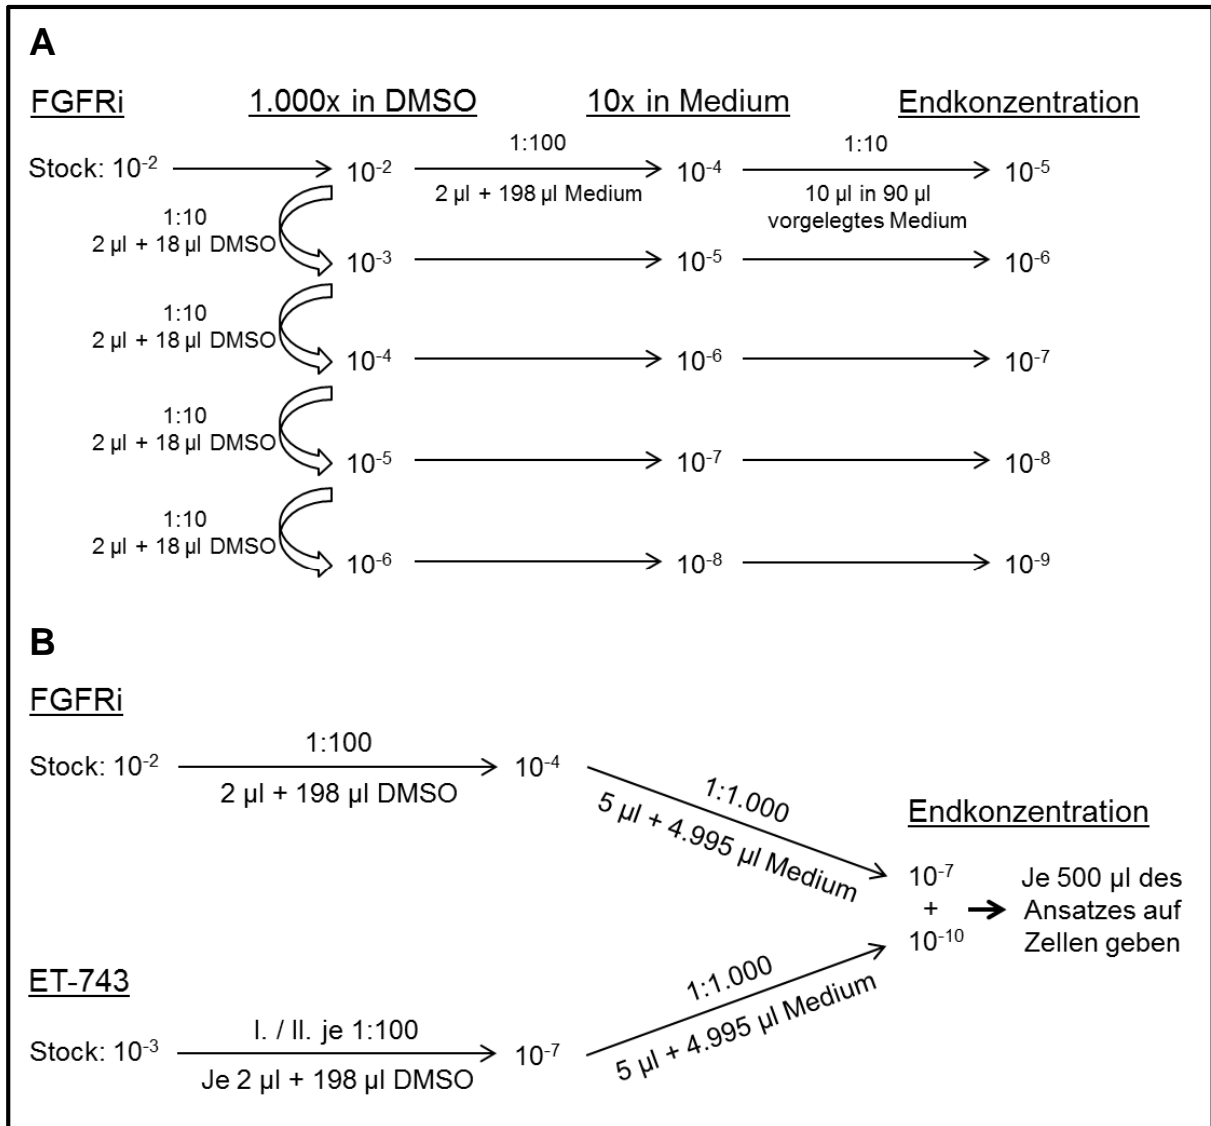 A
FGFRi 1.000x in DMSO 10x in Medium Endkonzentration
1:100 1:10
Stock: 10⁻² 10⁻² 10⁻⁴ 10⁻⁵
2 µl + 198 µl Medium 10 µl in 90 µl
vorgelegtes Medium
1:10
2 µl + 18 µl DMSO
10⁻³ 10⁻⁵ 10⁻⁶
1:10
2 µl + 18 µl DMSO
10⁻⁴ 10⁻⁶ 10⁻⁷
1:10
2 µl + 18 µl DMSO
10⁻⁵ 10⁻⁷ 10⁻⁸
1:10
2 µl + 18 µl DMSO
10⁻⁶ 10⁻⁸ 10⁻⁹
B
FGFRi
1:100
Stock: 10⁻² 10⁻⁴
2 µl + 198 µl DMSO
1:1.000
5 µl + 4.995 µl Medium
Endkonzentration
10⁻⁷ Je 500 µl des
+ Ansatzes auf
10⁻¹⁰ Zellen geben
ET-743
I. / II. je 1:100
Stock: 10⁻³ 10⁻⁷
Je 2 µl + 198 µl DMSO
1:1.000
5 µl + 4.995 µl Medium